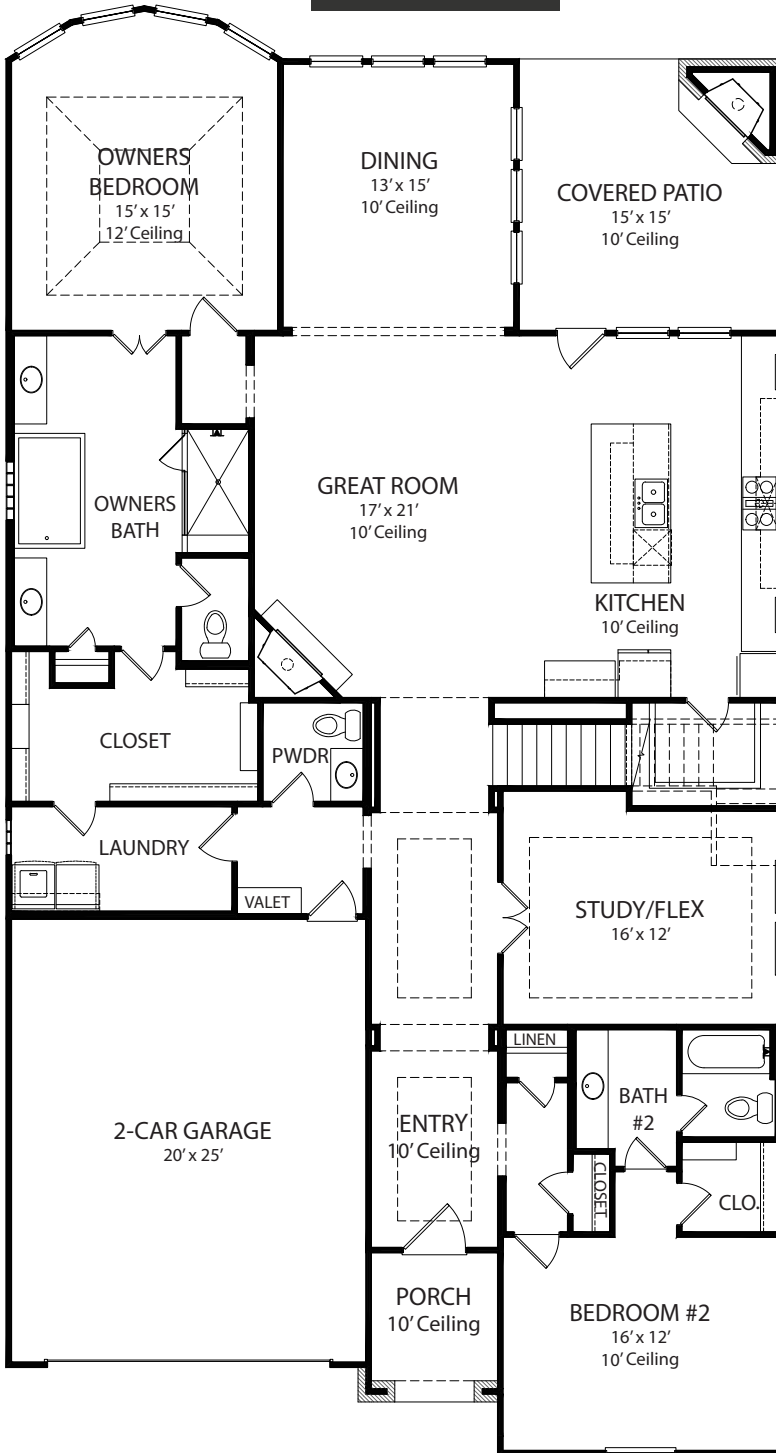 OWNERS
BEDROOM
15' x 15'
12' Ceiling
DINING
13' x 15'
10' Ceiling
COVERED PATIO
15' x 15'
10' Ceiling
OWNERS
BATH
GREAT ROOM
17' x 21'
10' Ceiling
KITCHEN
10' Ceiling
CLOSET
PWDR
LAUNDRY
VALET
STUDY/FLEX
16' x 12'
2-CAR GARAGE
20' x 25'
ENTRY
10' Ceiling
LINEN
BATH
#2
CLOSET
CLO.
PORCH
10' Ceiling
BEDROOM #2
16' x 12'
10' Ceiling